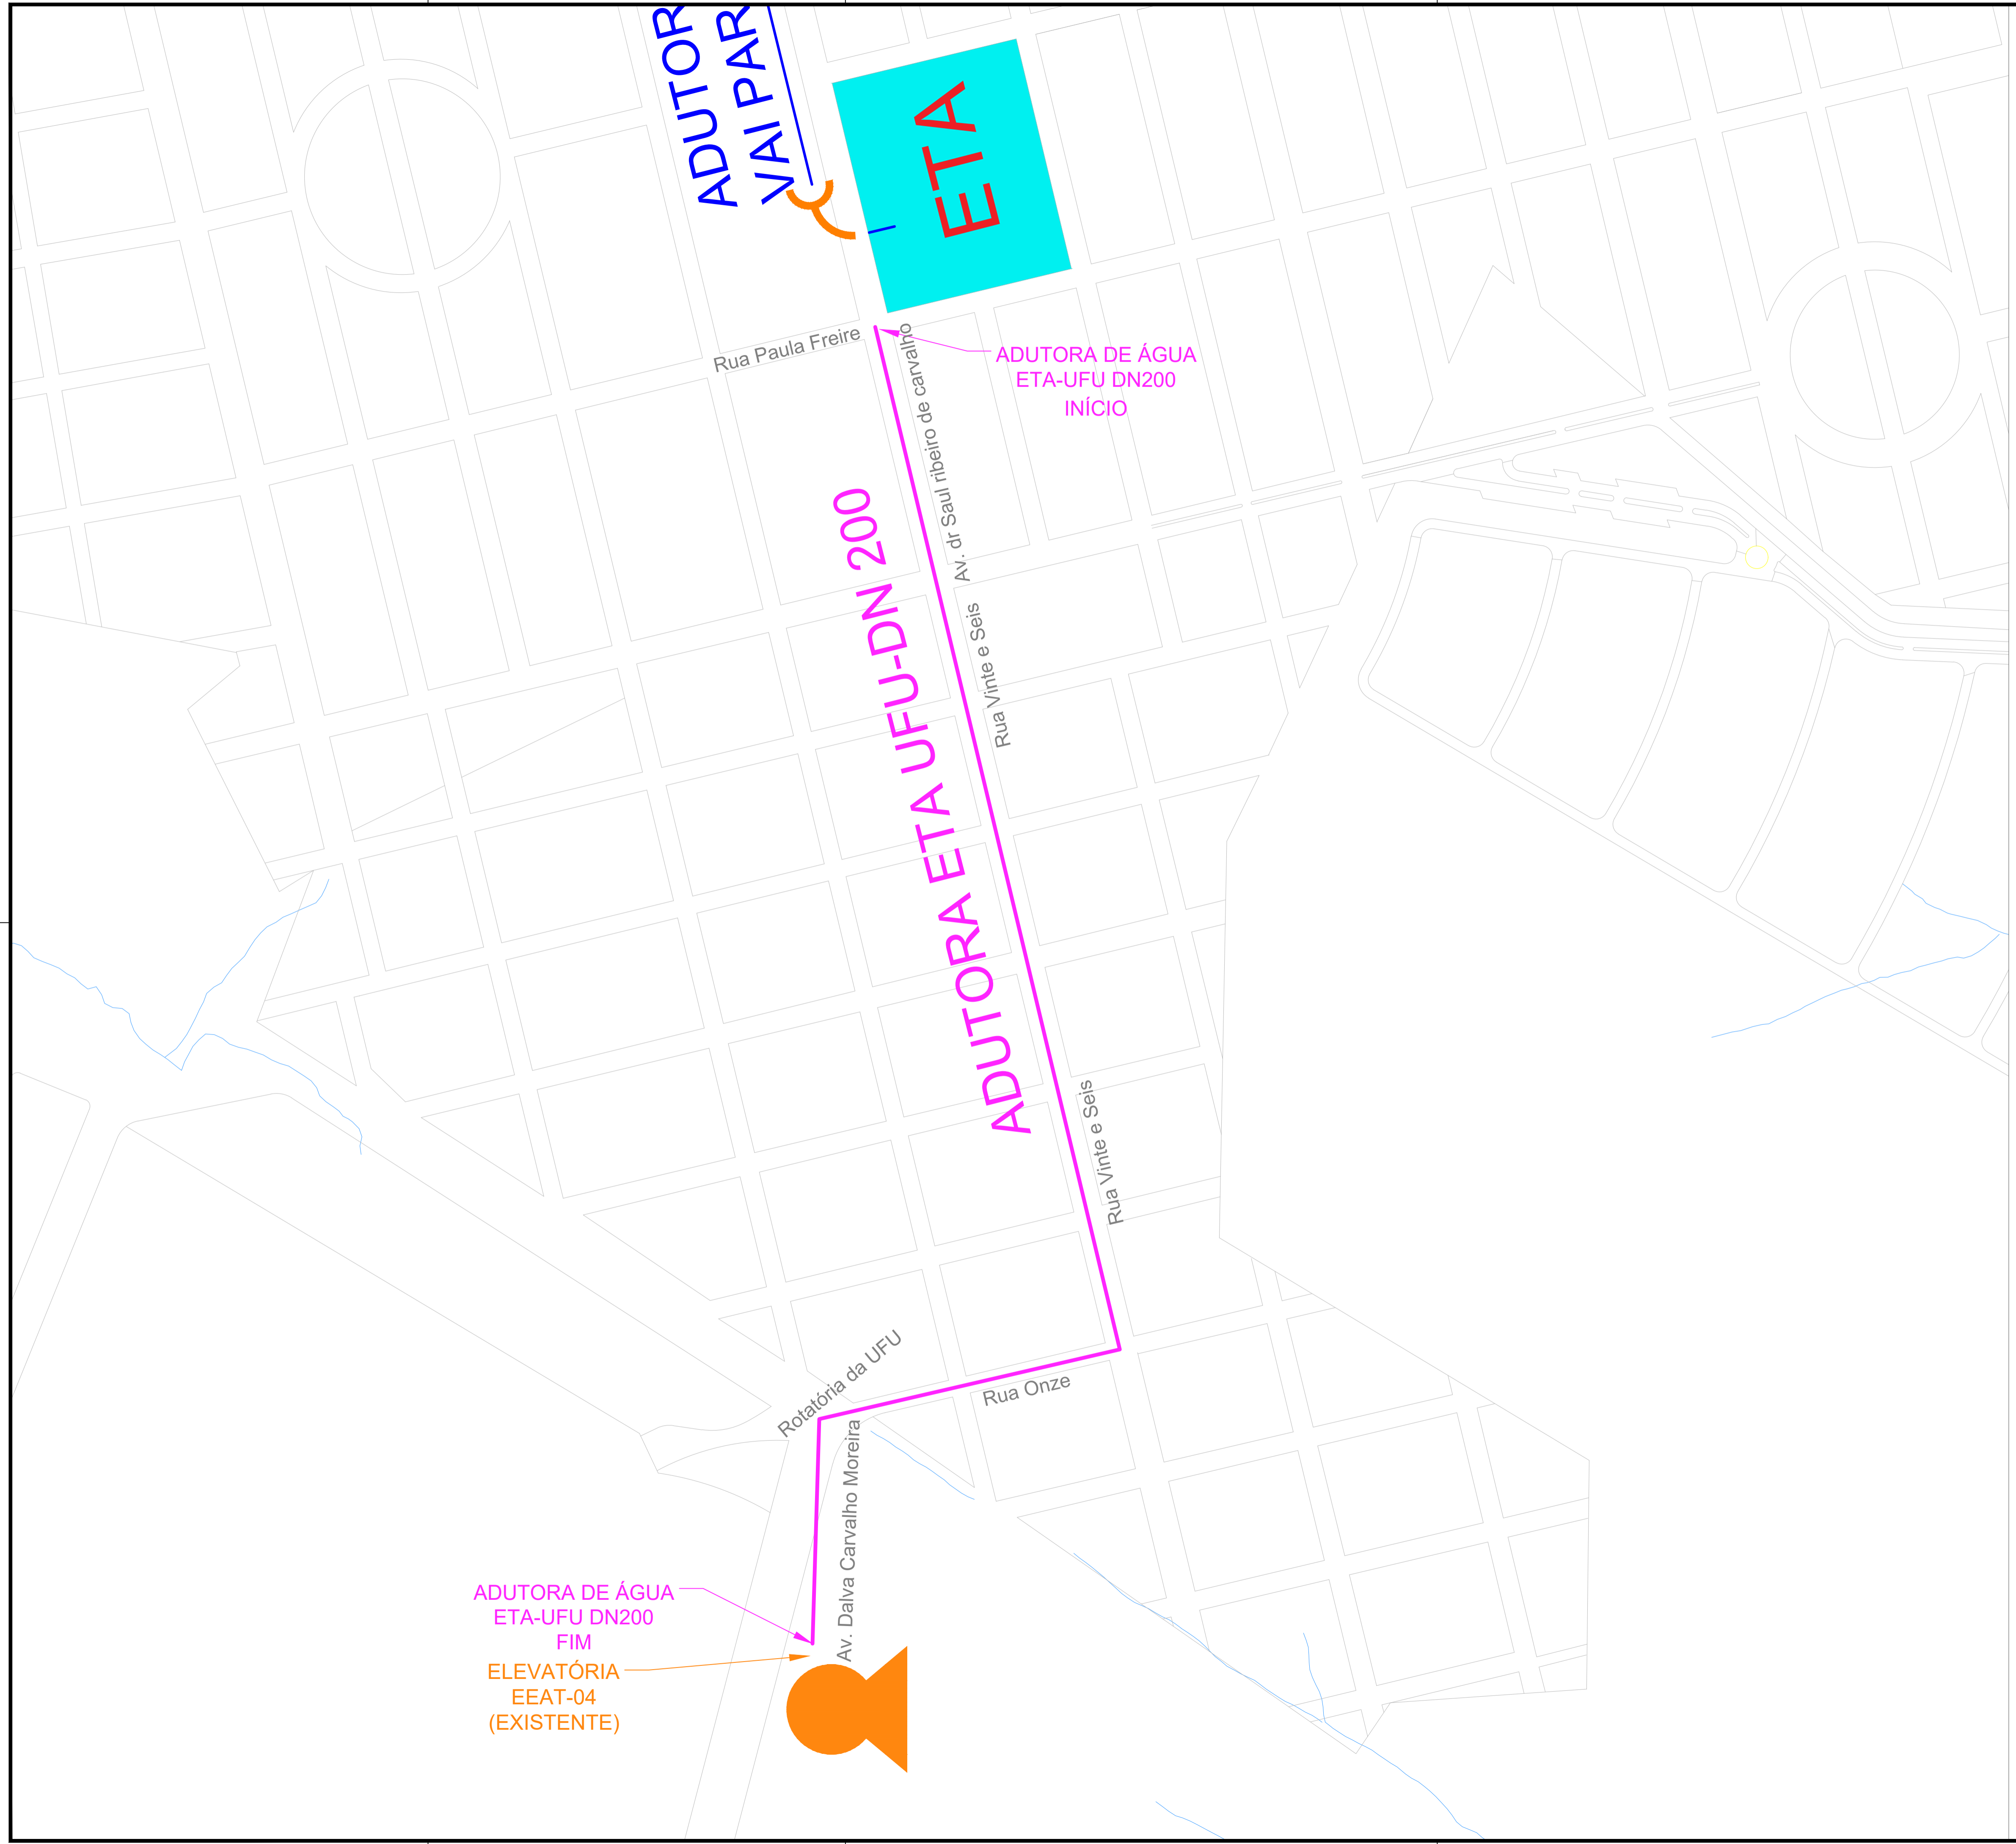 ADUTOR
VAI PAR
ETA
Rua Paula Freire
Av. dr Saul ribeiro de carvalho
ADUTORA DE ÁGUA
ETA-UFU DN200
INÍCIO
ADUTORA ETA UFU-DN 200
Rua Vinte e Seis
Rua Vinte e Seis
Rotatória da UFU
Rua Onze
Av. Dalva Carvalho Moreira
ADUTORA DE ÁGUA
ETA-UFU DN200
FIM
ELEVATÓRIA
EEAT-04
(EXISTENTE)